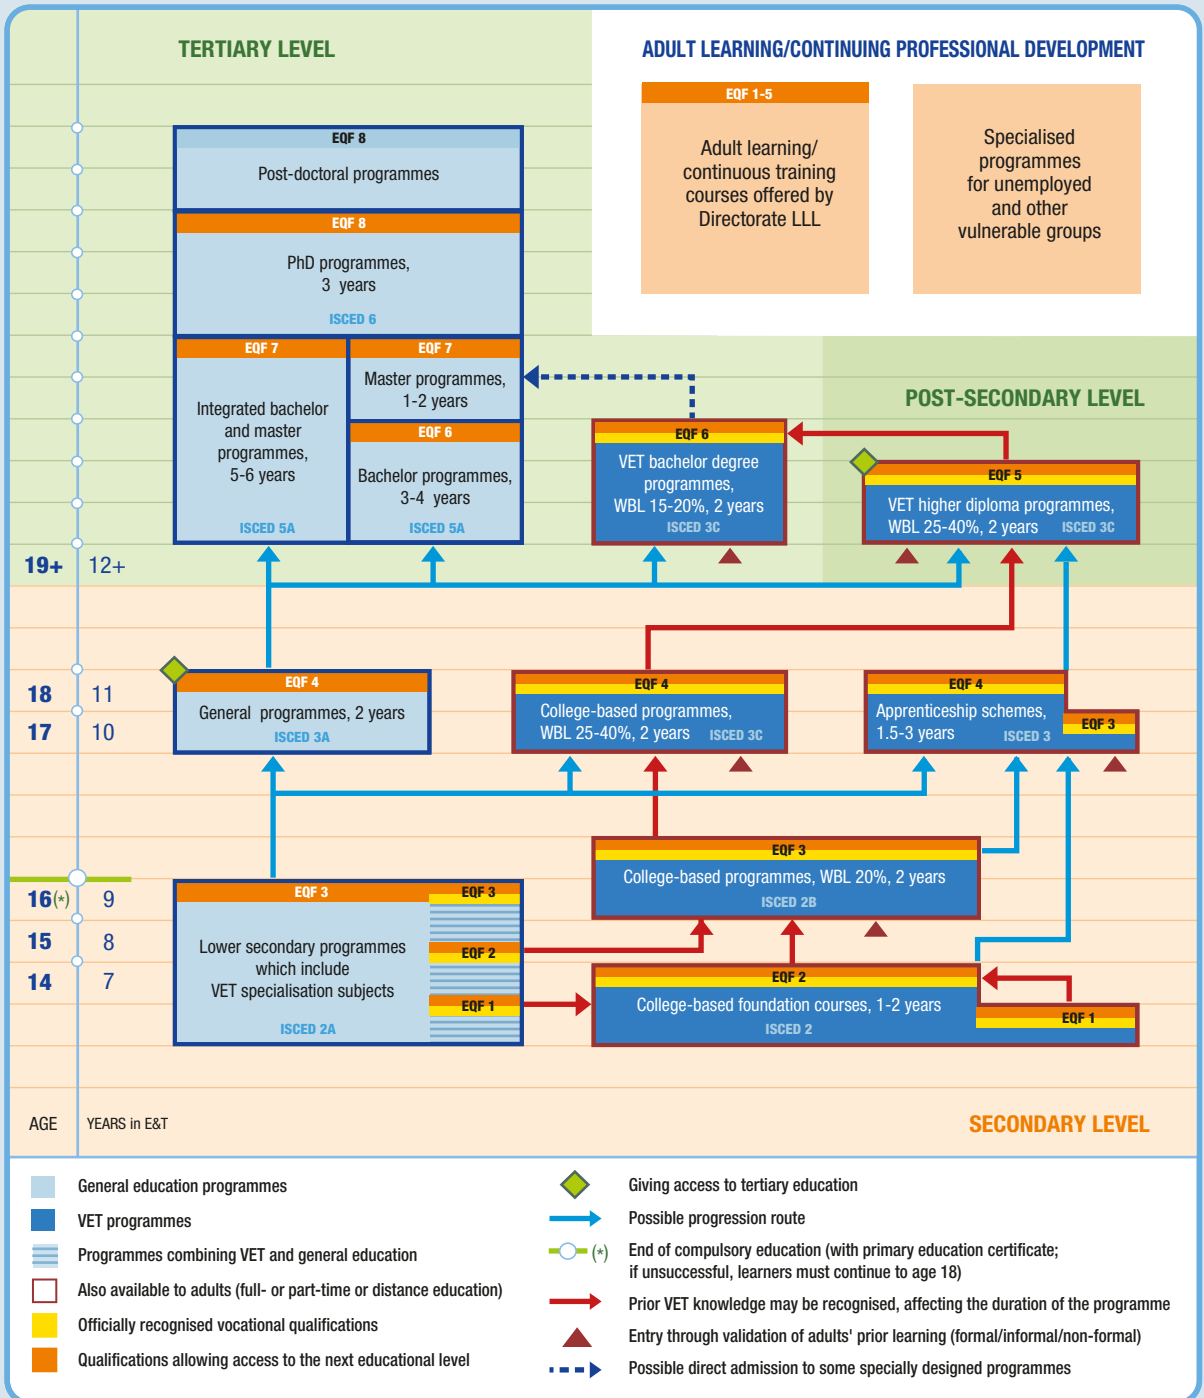 TERTIARY LEVEL
ADULT LEARNING/CONTINUING PROFESSIONAL DEVELOPMENT
EQF 1-5
Adult learning/
continuous training
courses offered by
Directorate LLL
Specialised
programmes
for unemployed
and other
vulnerable groups
EQF 8
Post-doctoral programmes
EQF 8
PhD programmes,
3 years
ISCED 6
EQF 7
Integrated bachelor
and master
programmes,
5-6 years
ISCED 5A
EQF 7
Master programmes,
1-2 years
EQF 6
Bachelor programmes,
3-4 years
ISCED 5A
POST-SECONDARY LEVEL
EQF 6
VET bachelor degree
programmes,
WBL 15-20%, 2 years
ISCED 3C
EQF 5
VET higher diploma programmes,
WBL 25-40%, 2 years ISCED 3C
19+ 12+
18 11
17 10
EQF 4
General programmes, 2 years
ISCED 3A
EQF 4
College-based programmes,
WBL 25-40%, 2 years ISCED 3C
EQF 4
Apprenticeship schemes,
1.5-3 years ISCED 3
EQF 3
16(*) 9
15 8
14 7
EQF 3
Lower secondary programmes
which include
VET specialisation subjects
ISCED 2A
EQF 3
EQF 2
EQF 1
EQF 3
College-based programmes, WBL 20%, 2 years
ISCED 2B
EQF 2
College-based foundation courses, 1-2 years
ISCED 2
EQF 1
AGE YEARS in E&T
SECONDARY LEVEL
General education programmes
VET programmes
Programmes combining VET and general education
Also available to adults (full- or part-time or distance education)
Officially recognised vocational qualifications
Qualifications allowing access to the next educational level
Giving access to tertiary education
Possible progression route
(*) End of compulsory education (with primary education certificate;
if unsuccessful, learners must continue to age 18)
Prior VET knowledge may be recognised, affecting the duration of the programme
Entry through validation of adults' prior learning (formal/informal/non-formal)
Possible direct admission to some specially designed programmes